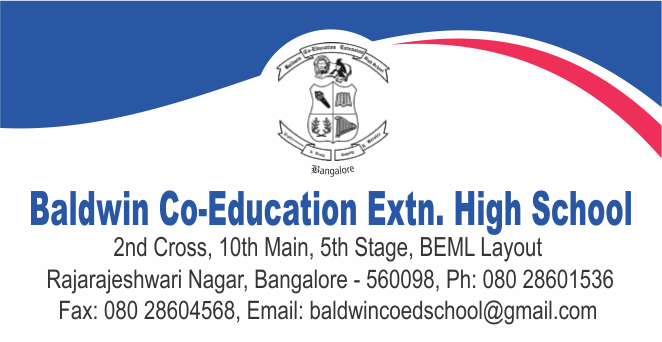 Baldwin Co-Education Extension High School
Bangalore
Baldwin Co-Education Extn. High School
2nd Cross, 10th Main, 5th Stage, BEML Layout
Rajarajeshwari Nagar, Bangalore - 560098, Ph: 080 28601536
Fax: 080 28604568, Email: baldwincoedschool@gmail.com